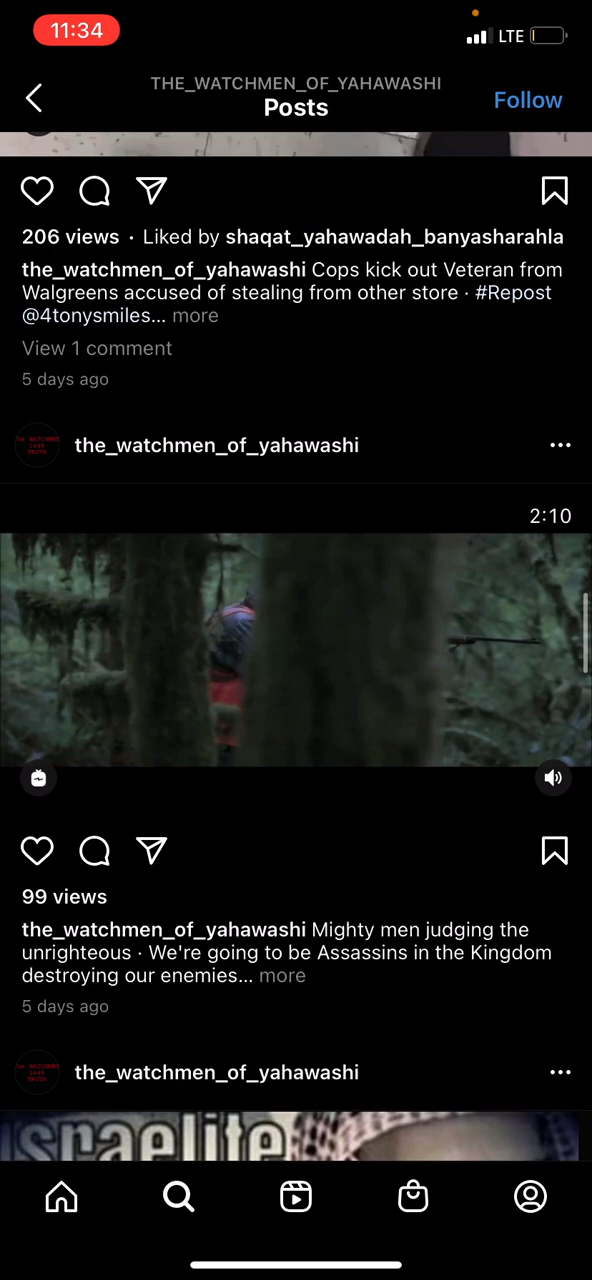 11:34
LTE
THE_WATCHMEN_OF_YAHAWASHI
Posts
Follow
206 views · Liked by shaqat_yahawadah_banyasharahla
the_watchmen_of_yahawashi Cops kick out Veteran from
Walgreens accused of stealing from other store · #Repost
@4tonysmiles... more
View 1 comment
5 days ago
the_watchmen_of_yahawashi
2:10
99 views
the_watchmen_of_yahawashi Mighty men judging the
unrighteous · We're going to be Assassins in the Kingdom
destroying our enemies... more
5 days ago
the_watchmen_of_yahawashi
sraelite